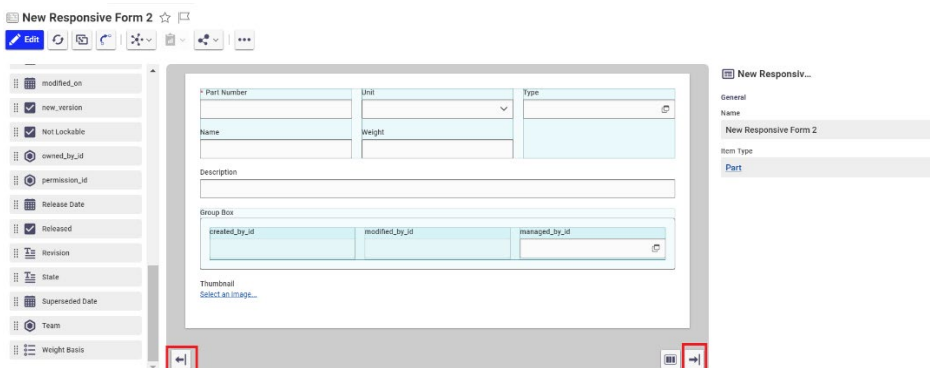 New Responsive Form 2
Edit
modified_on
new_version
Not Lockable
owned_by_id
permission_id
Release Date
Released
Revision
State
Superseded Date
Team
Weight Basis
* Part Number
Unit
Type
Name
Weight
Description
Group Box
created_by_id
modified_by_id
managed_by_id
Thumbnail
Select an image...
New Responsiv...
General
Name
New Responsive Form 2
Item Type
Part